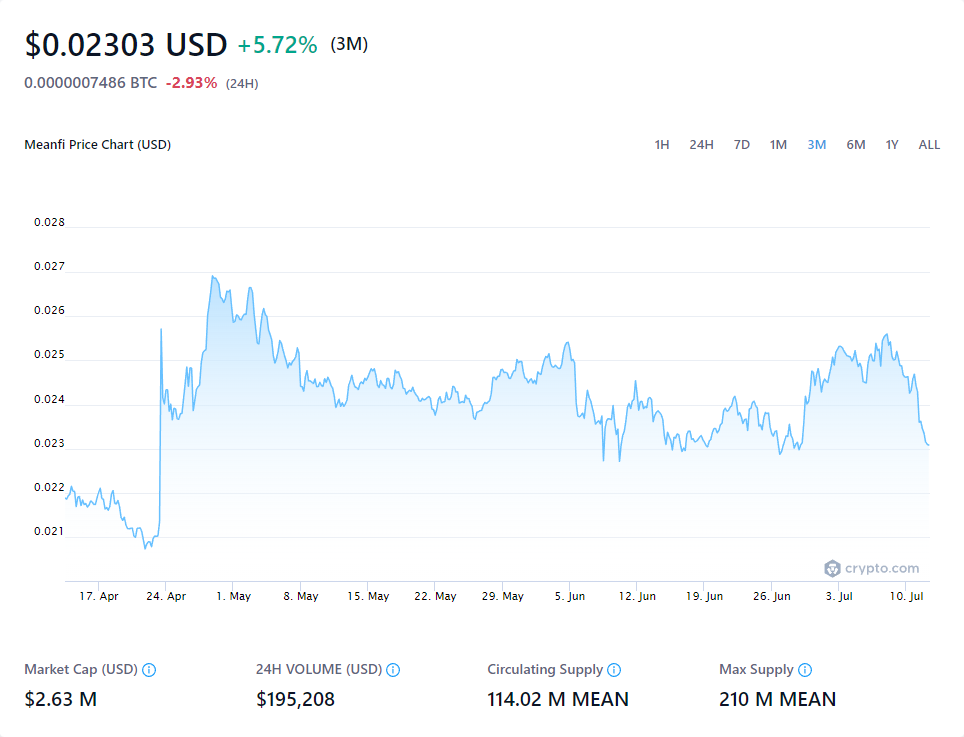 $0.02303 USD +5.72% (3M)
0.0000007486 BTC -2.93% (24H)
Meanfi Price Chart (USD) 1H 24H 7D 1M 3M 6M 1Y ALL
0.028
0.027
0.026
0.025
0.024
0.023
0.022
0.021
crypto.com
17. Apr 24. Apr 1. May 8. May 15. May 22. May 29. May 5. Jun 12. Jun 19. Jun 26. Jun 3. Jul 10. Jul
Market Cap (USD) 24H VOLUME (USD) Circulating Supply Max Supply
$2.63 M $195,208 114.02 M MEAN 210 M MEAN